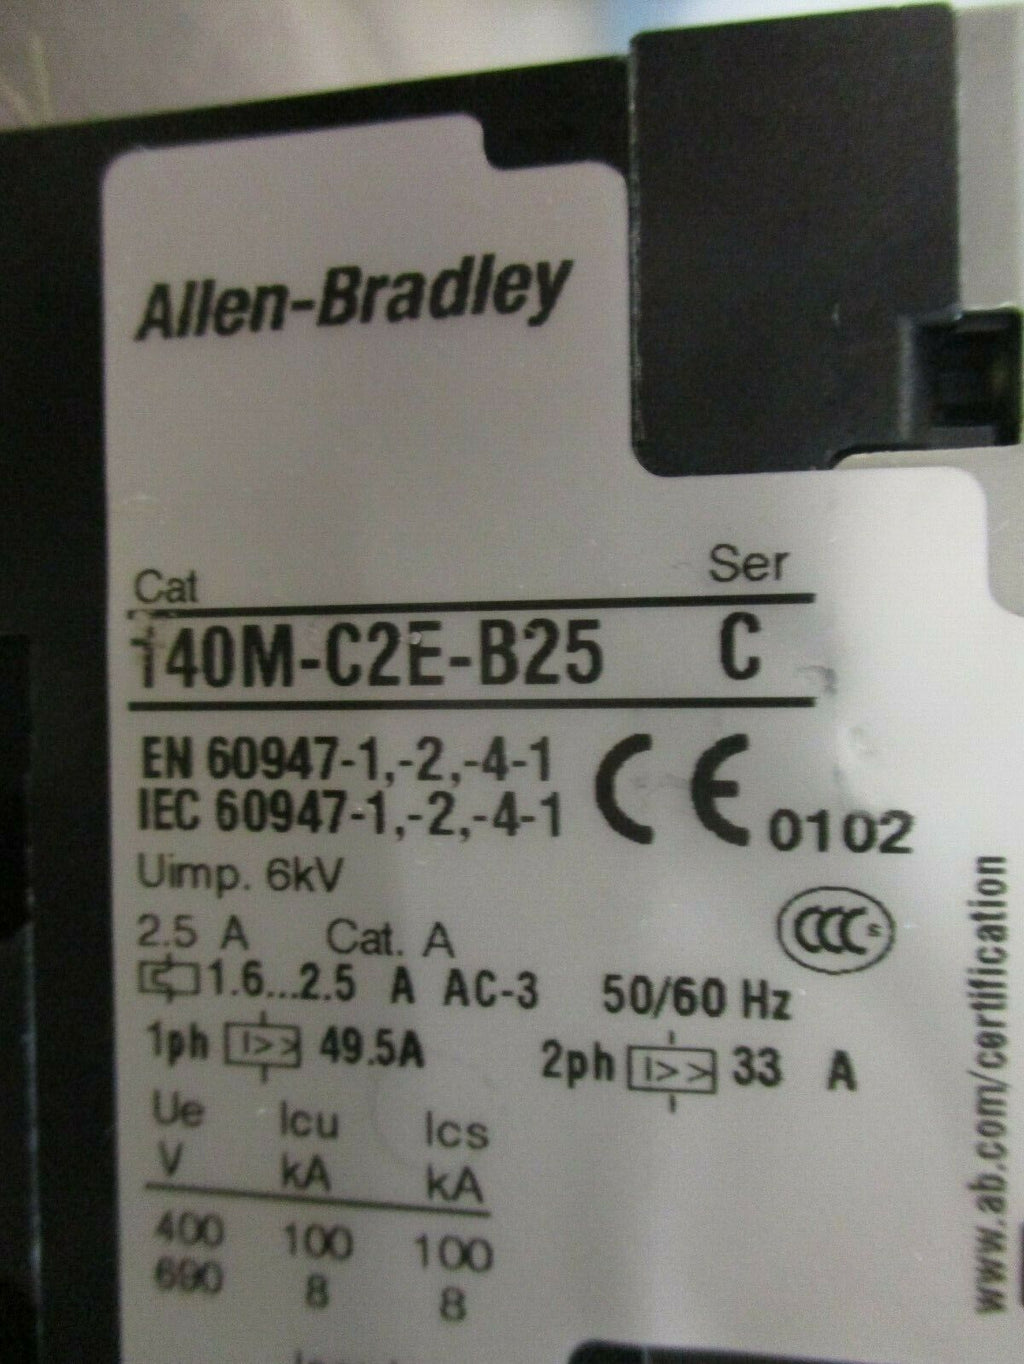 Allen-Bradley
Cat Ser
140M-C2E-B25 C
EN 60947-1,-2,-4-1
IEC 60947-1,-2,-4-1
CE 0102
Uimp. 6kV
CCC S
2.5 A Cat. A
1.6...2.5 A AC-3 50/60 Hz
1ph I>> 49.5A 2ph I>> 33 A
Ue Icu Ics
V kA kA
400 100 100
690 8 8
www.ab.com/certification